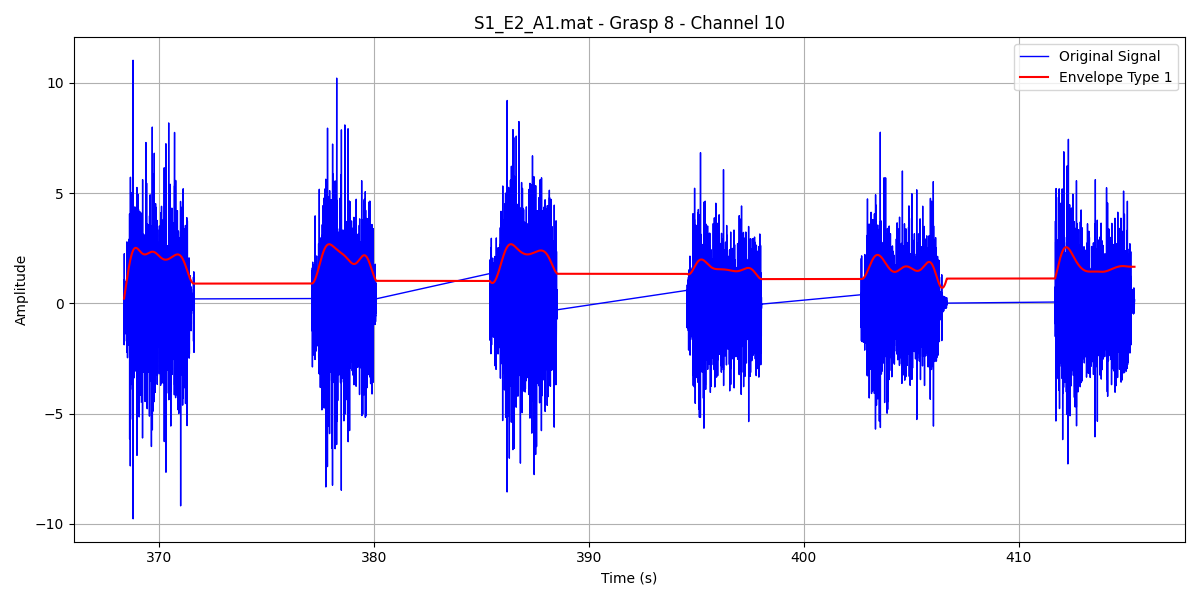 S1_E2_A1.mat - Grasp 8 - Channel 10
Original Signal
Envelope Type 1
Amplitude
10
5
0
−5
−10
370
380
390
400
410
Time (s)